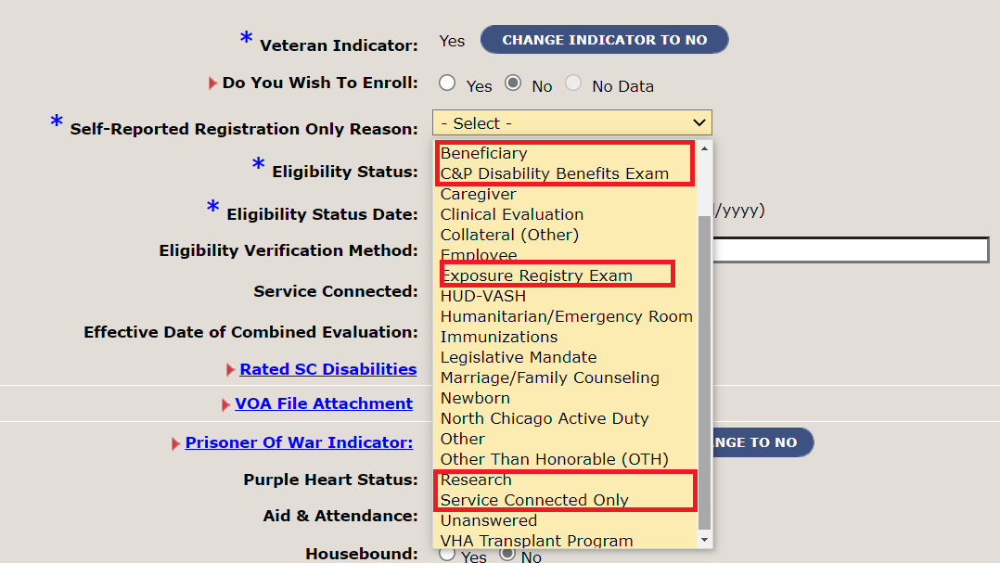 * Veteran Indicator: Yes CHANGE INDICATOR TO NO
Do You Wish To Enroll: Yes No No Data
* Self-Reported Registration Only Reason: - Select -
Beneficiary
* Eligibility Status: C&P Disability Benefits Exam
Caregiver
* Eligibility Status Date: Clinical Evaluation /yyyy)
Collateral (Other)
Eligibility Verification Method: Employee
Exposure Registry Exam
Service Connected: HUD-VASH
Humanitarian/Emergency Room
Effective Date of Combined Evaluation: Immunizations
Legislative Mandate
Rated SC Disabilities Marriage/Family Counseling
VOA File Attachment Newborn
North Chicago Active Duty
Prisoner Of War Indicator: Other NGE TO NO
Other Than Honorable (OTH)
Purple Heart Status: Research
Service Connected Only
Aid & Attendance: Unanswered
VHA Transplant Program
Housebound: Yes No